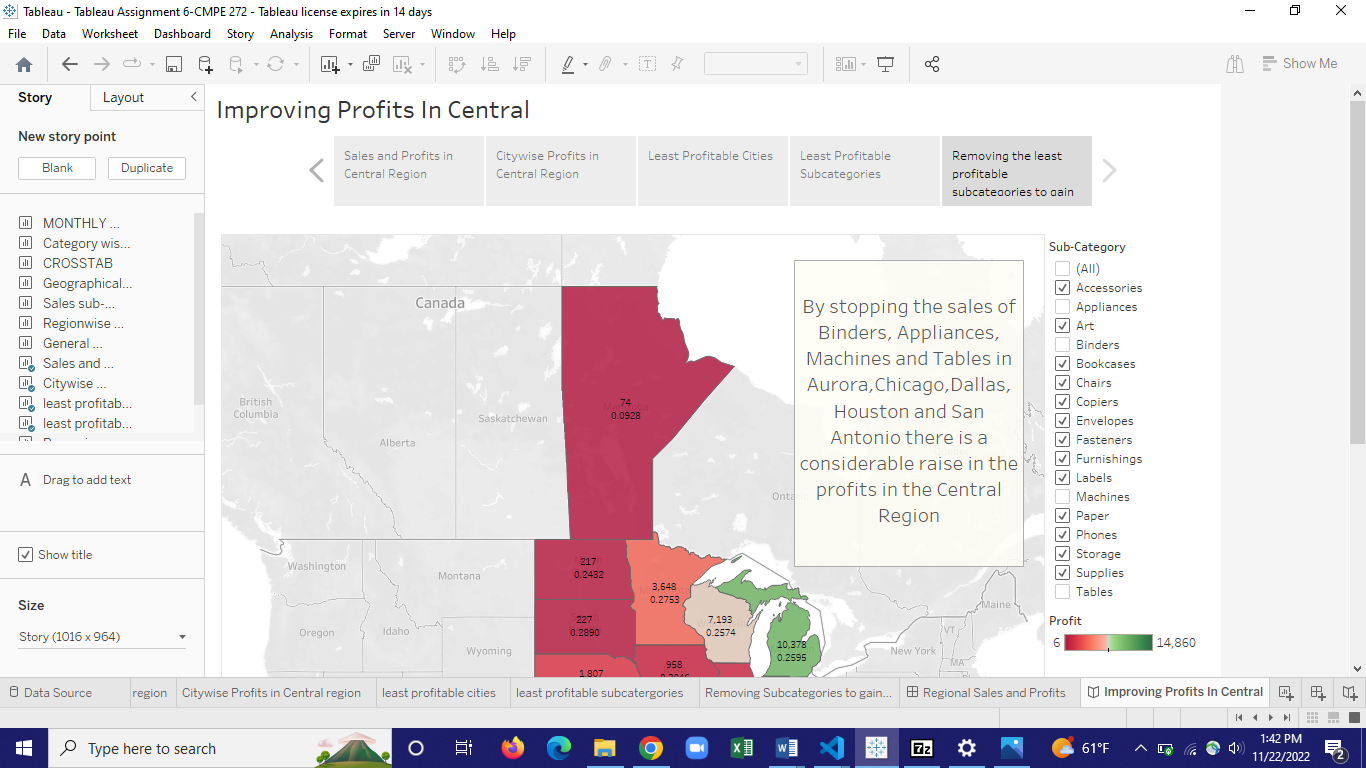 Tableau - Tableau Assignment 6-CMPE 272 - Tableau license expires in 14 days
File Data Worksheet Dashboard Story Analysis Format Server Window Help
Show Me
Story Layout
New story point
Blank Duplicate
MONTHLY ...
Category wis...
CROSSTAB
Geographical...
Sales sub-...
Regionwise ...
General ...
Sales and ...
Citywise ...
least profitab...
least profitab...
Drag to add text
Show title
Size
Story (1016 x 964)
Improving Profits In Central
Sales and Profits in
Central Region
Citywise Profits in
Central Region
Least Profitable Cities
Least Profitable
Subcategories
Removing the least
profitable
subcategories to gain
Canada
British
Columbia
Alberta
Saskatchewan
74
0.0928
Washington
Montana
Oregon
Idaho
Wyoming
217
0.2432
227
0.2890
3,648
0.2753
7,193
0.2574
10,378
0.2595
958
1,807
New York
VT
MA
Maine
By stopping the sales of
Binders, Appliances,
Machines and Tables in
Aurora,Chicago,Dallas,
Houston and San
Antonio there is a
considerable raise in the
profits in the Central
Region
Sub-Category
(All)
Accessories
Appliances
Art
Binders
Bookcases
Chairs
Copiers
Envelopes
Fasteners
Furnishings
Labels
Machines
Paper
Phones
Storage
Supplies
Tables
Profit
6 14,860
Data Source region Citywise Profits in Central region least profitable cities least profitable subcatergories Removing Subcategories to gain... Regional Sales and Profits Improving Profits In Central
Type here to search
61°F
1:42 PM
11/22/2022
2